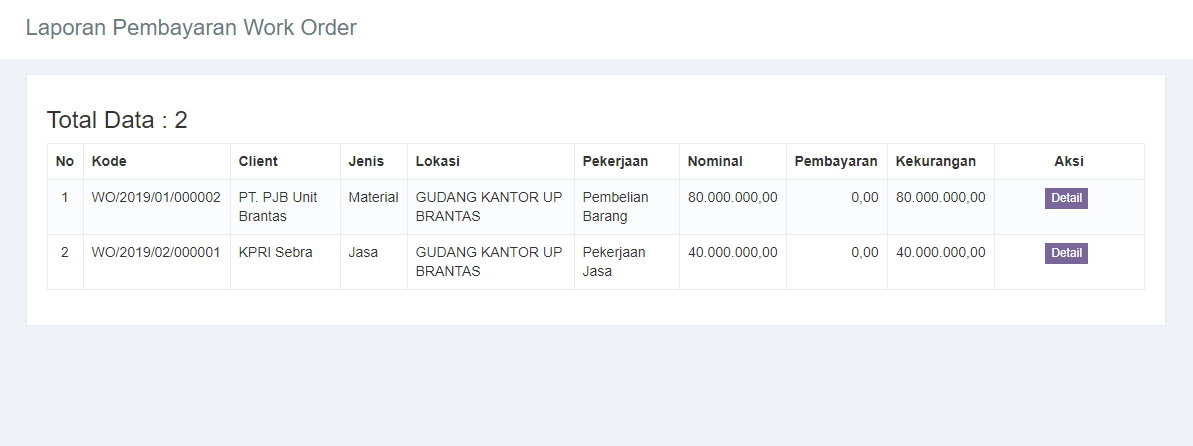 Laporan Pembayaran Work Order
Total Data : 2
No Kode Client Jenis Lokasi Pekerjaan Nominal Pembayaran Kekurangan Aksi
1 WO/2019/01/000002 PT. PJB Unit Material GUDANG KANTOR UP Pembelian 80.000.000,00 0,00 80.000.000,00 Detail
Brantas BRANTAS Barang
2 WO/2019/02/000001 KPRI Sebra Jasa GUDANG KANTOR UP Pekerjaan 40.000.000,00 0,00 40.000.000,00 Detail
BRANTAS Jasa